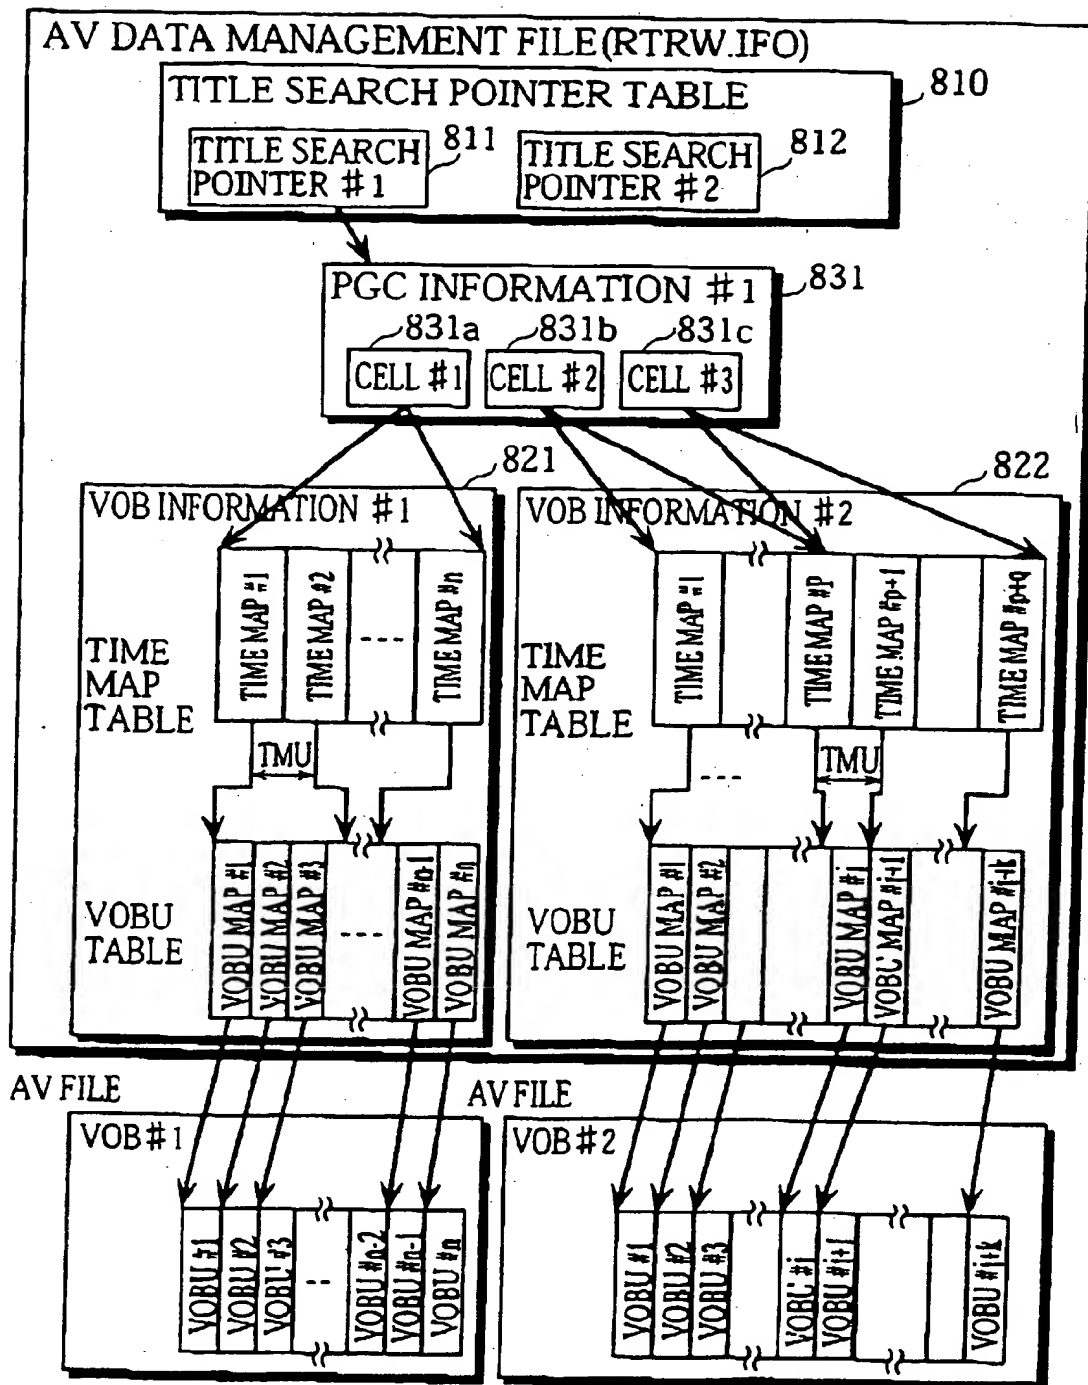 AV DATA MANAGEMENT FILE(RTRW.IFO)
TITLE SEARCH POINTER TABLE
810
TITLE SEARCH
POINTER #1
811
TITLE SEARCH
POINTER #2
812
PGC INFORMATION #1
831
831a
831b
831c
CELL #1
CELL #2
CELL #3
821
VOB INFORMATION #1
TIME
MAP
TABLE
TIME MAP #1
TIME MAP #2
TIME MAP #n
TMU
VOBU
TABLE
VOBU MAP #1
VOBU MAP #2
VOBU MAP #3
VOBU MAP #n-1
VOBU MAP #n
822
VOB INFORMATION #2
TIME
MAP
TABLE
TIME MAP #1
TIME MAP #P
TIME MAP #p+1
TIME MAP #p+q
TMU
VOBU
TABLE
VOBU MAP #1
VOBU MAP #2
VOBU MAP #j
VOBU MAP #j+1
VOBU MAP #j+k
AV FILE
VOB #1
VOBU #1
VOBU #2
VOBU #3
VOBU #n-2
VOBU #n-1
VOBU #n
AV FILE
VOB #2
VOBU #1
VOBU #2
VOBU #3
VOBU #j
VOBU #j+1
VOBU #j+k